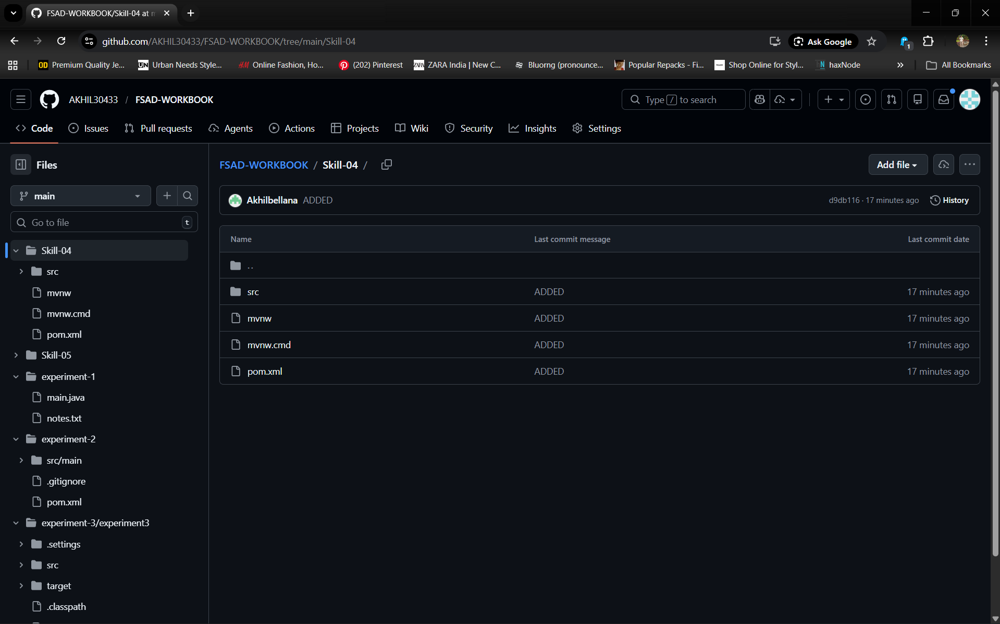 FSAD-WORKBOOK/Skill-04 at m
github.com/AKHIL30433/FSAD-WORKBOOK/tree/main/Skill-04
Ask Google
1
OD Premium Quality Je...
UN Urban Needs Style...
H&M Online Fashion, Ho...
(202) Pinterest
ZARA ZARA India | New C...
Bluorng (pronounce...
Popular Repacks - Fi...
Shop Online for Styl...
N haxNode
All Bookmarks
AKHIL30433 / FSAD-WORKBOOK
Type / to search
Code
Issues
Pull requests
Agents
Actions
Projects
Wiki
Security
Insights
Settings
Files
main
Go to file
t
Skill-04
src
mvnw
mvnw.cmd
pom.xml
Skill-05
experiment-1
main.java
notes.txt
experiment-2
src/main
.gitignore
pom.xml
experiment-3/experiment3
.settings
src
target
.classpath
FSAD-WORKBOOK / Skill-04 /
Add file
Akhilbellana ADDED
d9db116 · 17 minutes ago
History
Name Last commit message Last commit date
..
src ADDED 17 minutes ago
mvnw ADDED 17 minutes ago
mvnw.cmd ADDED 17 minutes ago
pom.xml ADDED 17 minutes ago